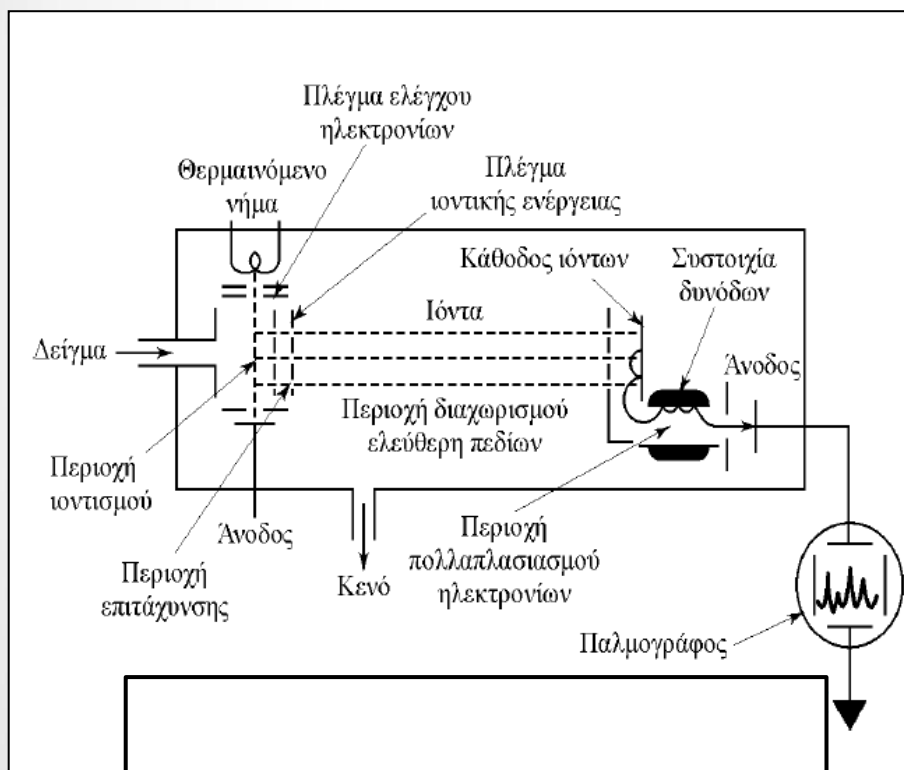 Πλέγμα ελέγχου
ηλεκτρονίων
Θερμαινόμενο
νήμα
Πλέγμα
ιοντικής ενέργειας
Κάθοδος ιόντων
Συστοιχία
δυνόδων
Ιόντα
Δείγμα
Άνοδος
Περιοχή διαχωρισμού
ελεύθερη πεδίων
Περιοχή
ιοντισμού
Άνοδος
Περιοχή
επιτάχυνσης
Κενό
Περιοχή
πολλαπλασιασμού
ηλεκτρονίων
Παλμογράφος